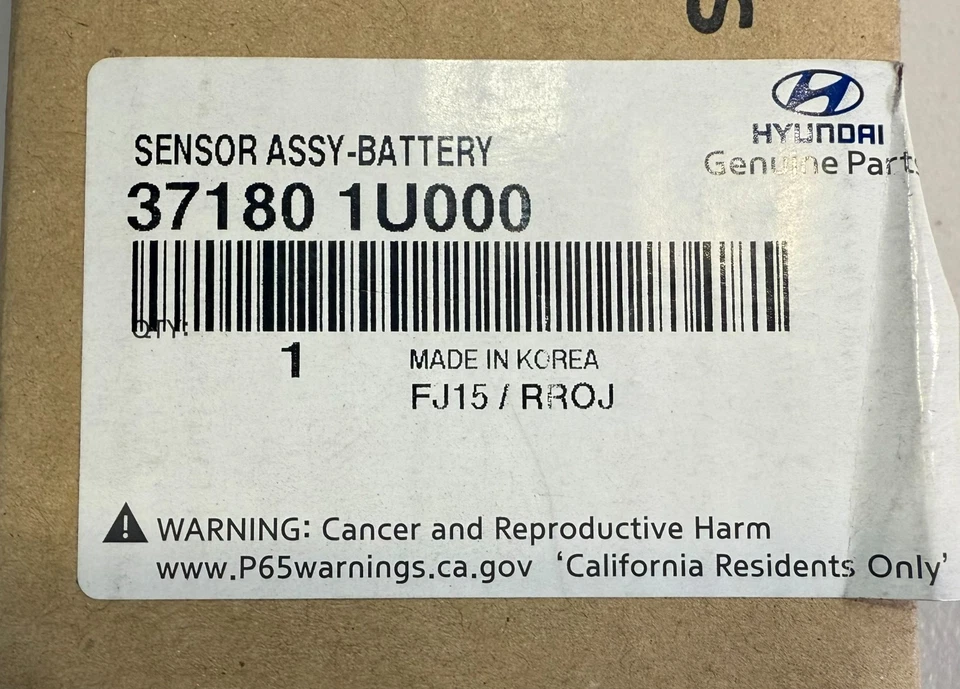 S
HYUNDAI
Genuine Parts
SENSOR ASSY-BATTERY
37180 1U000
QTY:
1
MADE IN KOREA
FJ15 / RROJ
WARNING: Cancer and Reproductive Harm
www.P65warnings.ca.gov 'California Residents Only'